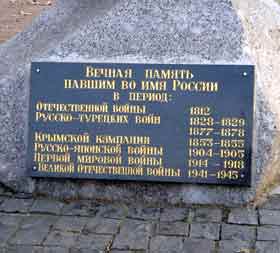 Вечная память
павшим во имя России
в период:
Отечественной войны 1812
Русско-турецких войн 1828-1829
1877-1878
Крымской кампании 1853-1855
Русско-японской войны 1904-1905
Первой мировой войны 1914-1918
Великой Отечественной войны 1941-1945